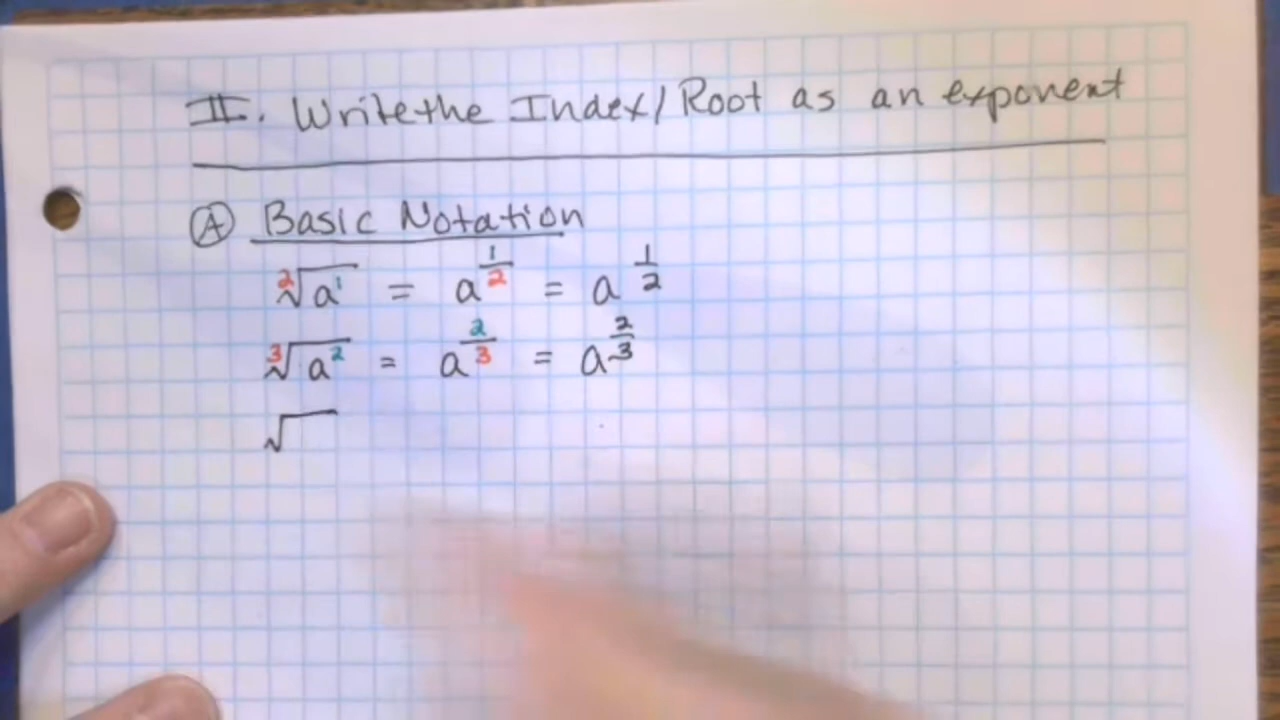 II. Write the Index/Root as an exponent
Ⓐ Basic Notation
²√a¹ = a^(1/2) = a^(1/2)
³√a² = a^(2/3) = a^(2/3)
√